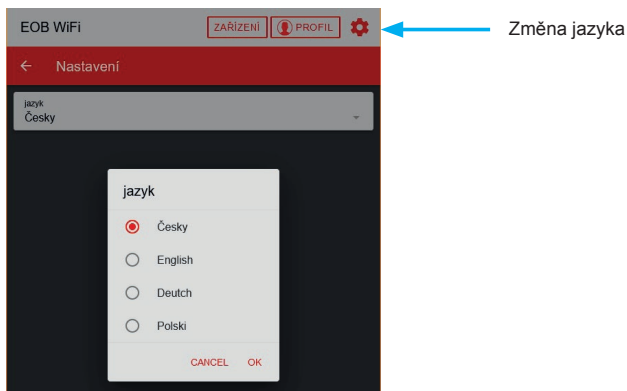 EOB WiFi ZAŘÍZENÍ PROFIL
Změna jazyka
Nastavení
jazyk
Česky
jazyk
Česky
English
Deutch
Polski
CANCEL OK